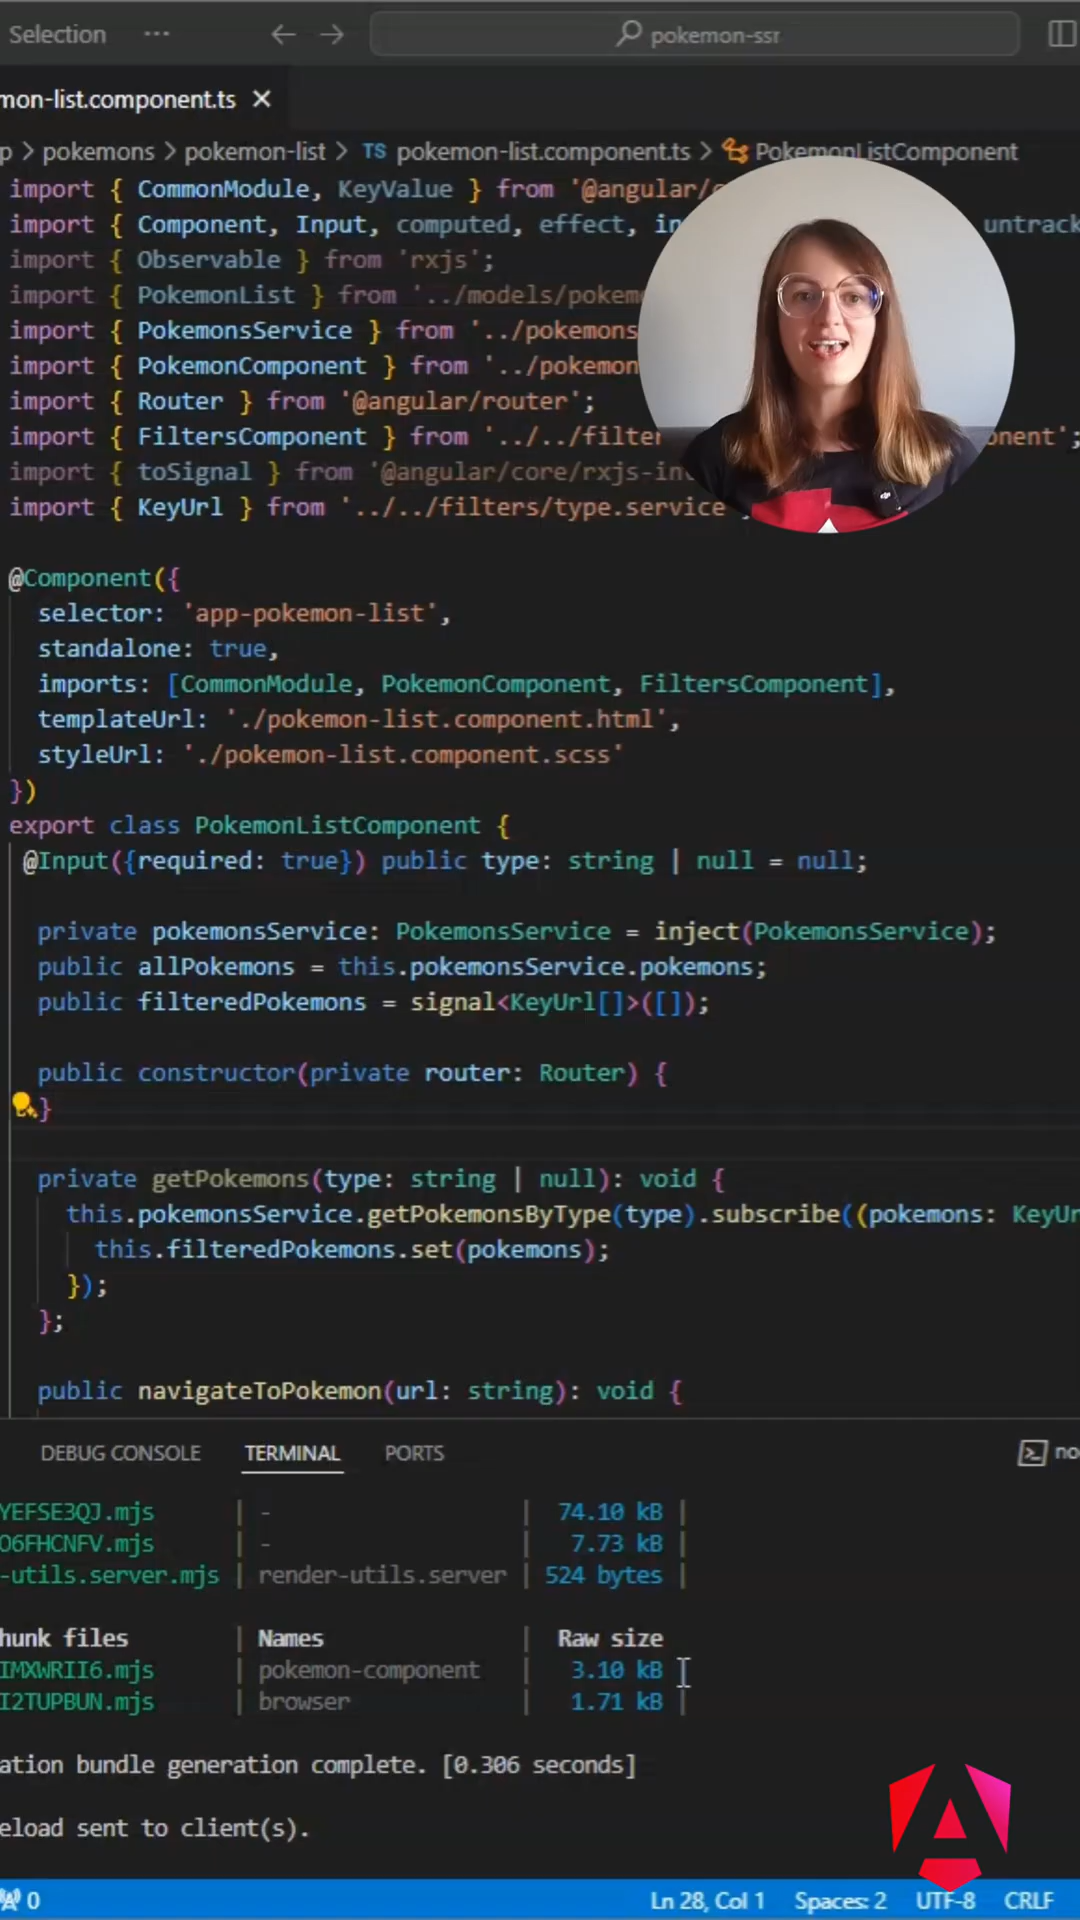 Selection ··· ← → pokemon-ssr
mon-list.component.ts ×
p > pokemons > pokemon-list > TS pokemon-list.component.ts > PokemonListComponent
import { CommonModule, KeyValue } from '@angular/
import { Component, Input, computed, effect, in untrack
import { Observable } from 'rxjs';
import { PokemonList } from '../models/pokem
import { PokemonsService } from '../pokemons
import { PokemonComponent } from '../pokemon
import { Router } from '@angular/router';
import { FiltersComponent } from '../../filter onent';
import { toSignal } from '@angular/core/rxjs-in
import { KeyUrl } from '../../filters/type.service
@Component({
selector: 'app-pokemon-list',
standalone: true,
imports: [CommonModule, PokemonComponent, FiltersComponent],
templateUrl: './pokemon-list.component.html',
styleUrl: './pokemon-list.component.scss'
})
export class PokemonListComponent {
@Input({required: true}) public type: string | null = null;
private pokemonsService: PokemonsService = inject(PokemonsService);
public allPokemons = this.pokemonsService.pokemons;
public filteredPokemons = signal<KeyUrl[]>([]);
public constructor(private router: Router) {
}
private getPokemons(type: string | null): void {
this.pokemonsService.getPokemonsByType(type).subscribe((pokemons: KeyUr
this.filteredPokemons.set(pokemons);
});
};
public navigateToPokemon(url: string): void {
DEBUG CONSOLE TERMINAL PORTS no
YEFSE3QJ.mjs | - | 74.10 kB |
O6FHCNFV.mjs | - | 7.73 kB |
-utils.server.mjs | render-utils.server | 524 bytes |
hunk files | Names | Raw size
IMXWRII6.mjs | pokemon-component | 3.10 kB |
I2TUPBUN.mjs | browser | 1.71 kB |
ation bundle generation complete. [0.306 seconds]
eload sent to client(s).
0 Ln 28, Col 1 Spaces: 2 UTF-8 CRLF